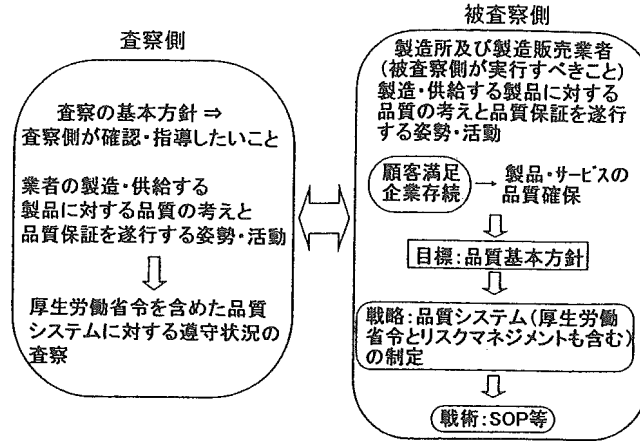 査察側
査察の基本方針⇒
査察側が確認・指導したいこと
業者の製造・供給する
製品に対する品質の考えと
品質保証を遂行する姿勢・活動
厚生労働省令を含めた品質
システムに対する遵守状況の
査察
被査察側
製造所及び製造販売業者
(被査察側が実行すべきこと)
製造・供給する製品に対する
品質の考えと品質保証を遂行
する姿勢・活動
顧客満足
企業存続
→ 製品・サービスの
品質確保
目標:品質基本方針
戦略:品質システム(厚生労働
省令とリスクマネジメントも含む)
の制定
戦術:SOP等